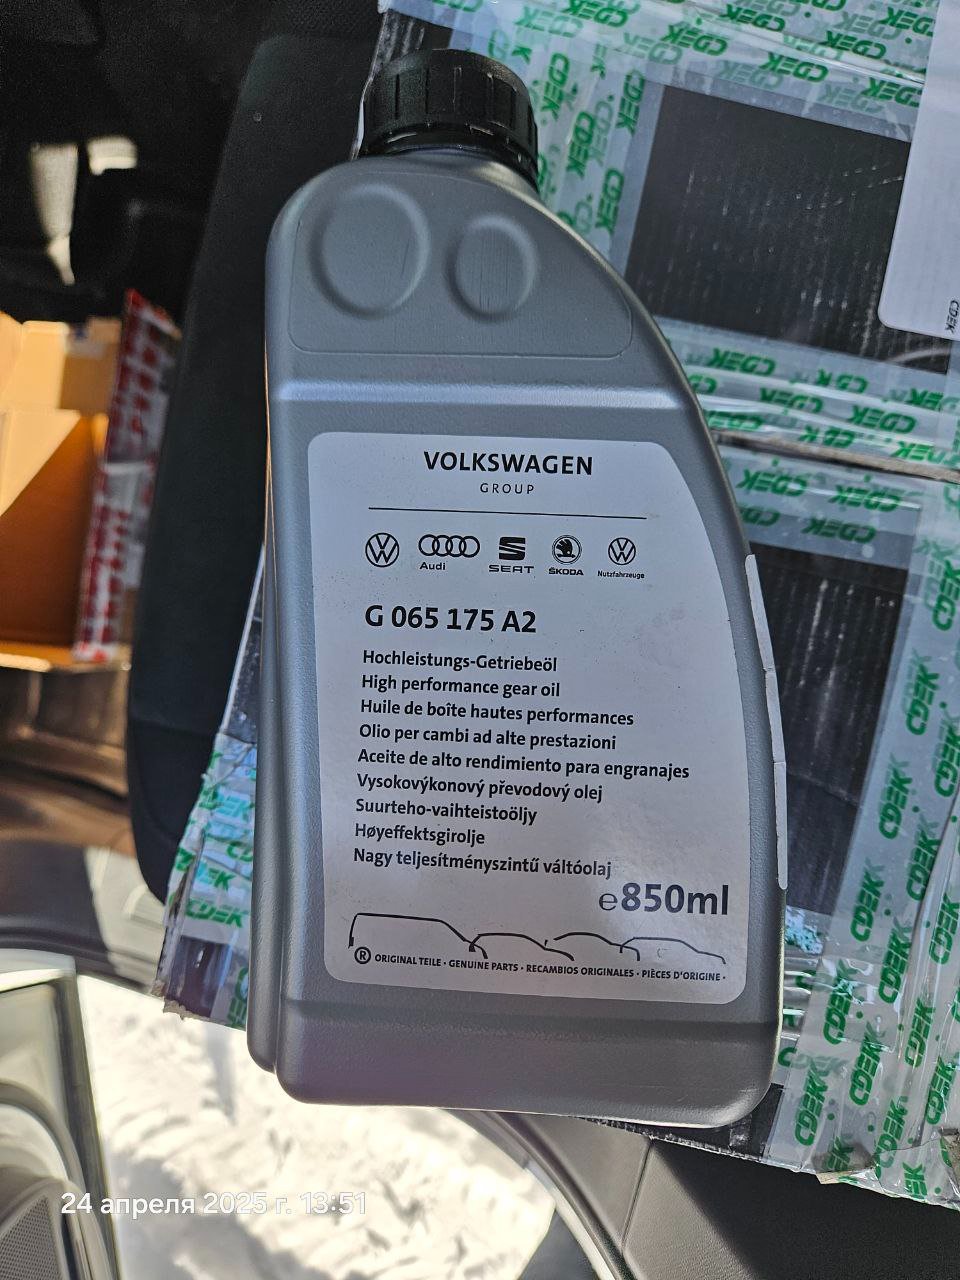 VOLKSWAGEN
GROUP
Audi
SEAT
ŠKODA
Nutzfahrzeuge
G 065 175 A2
Hochleistungs-Getriebeöl
High performance gear oil
Huile de boîte hautes performances
Olio per cambi ad alte prestazioni
Aceite de alto rendimiento para engranajes
Vysokovýkonový převodový olej
Suurteho-vaihteistoöljy
Høyeffektsgirolje
Nagy teljesítményszintű váltóolaj
℮850ml
® ORIGINAL TEILE · GENUINE PARTS · RECAMBIOS ORIGINALES · PIÈCES D'ORIGINE ·
CDEK
24 апреля 2025 г. 13:51